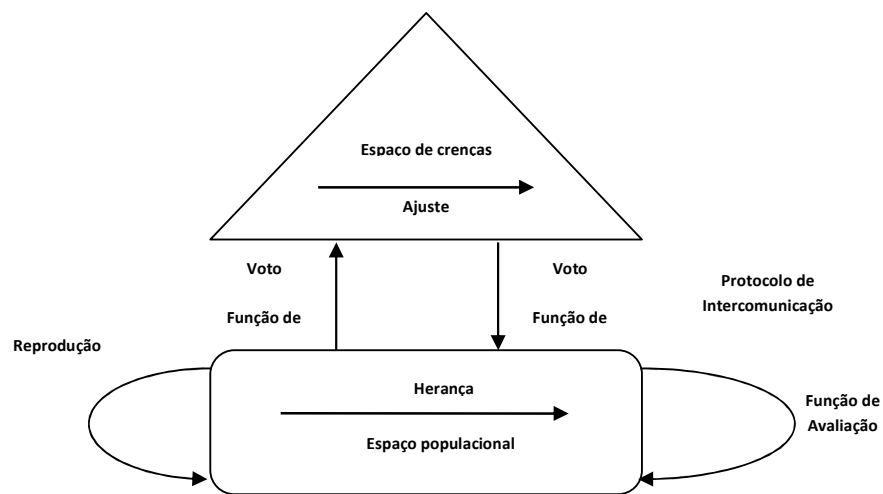 Espaço de crenças
Ajuste
Voto
Função de
Voto
Função de
Protocolo de
Intercomunicação
Reprodução
Herança
Espaço populacional
Função de
Avaliação